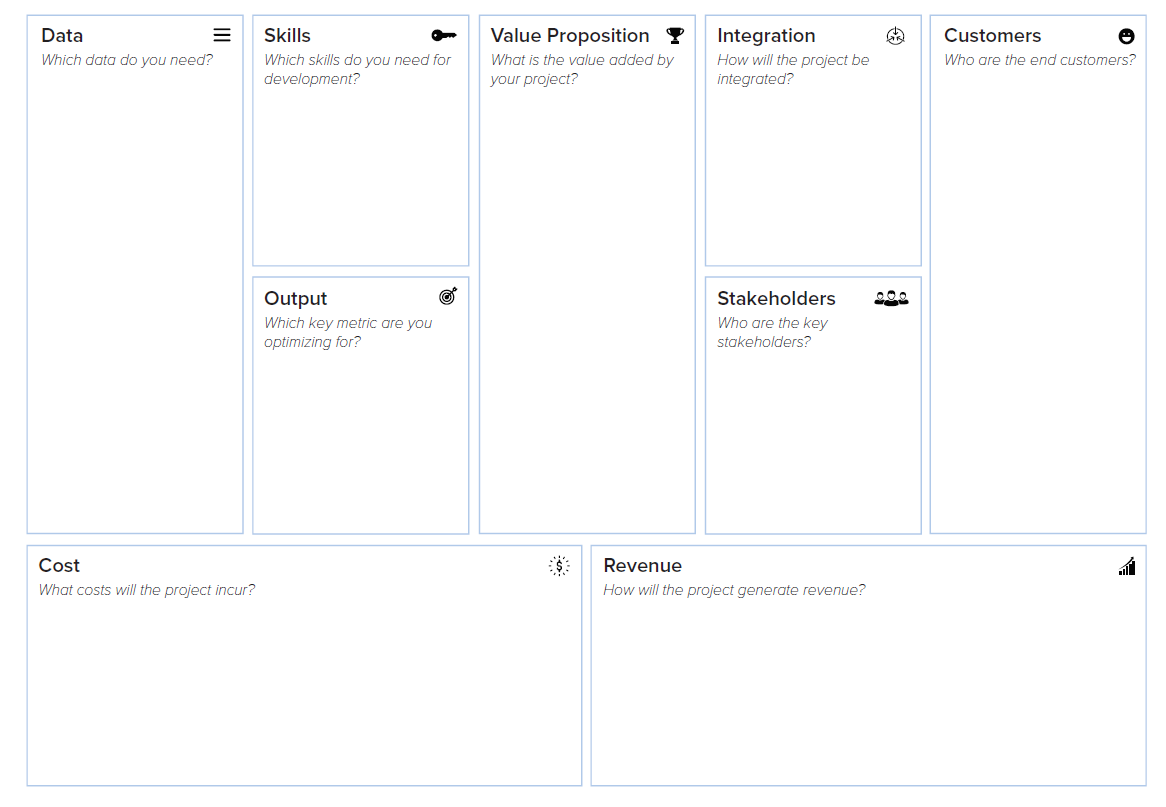 Data
Which data do you need?
Skills
Which skills do you need for
development?
Output
Which key metric are you
optimizing for?
Value Proposition
What is the value added by
your project?
Integration
How will the project be
integrated?
Stakeholders
Who are the key
stakeholders?
Customers
Who are the end customers?
Cost
$
What costs will the project incur?
Revenue
How will the project generate revenue?